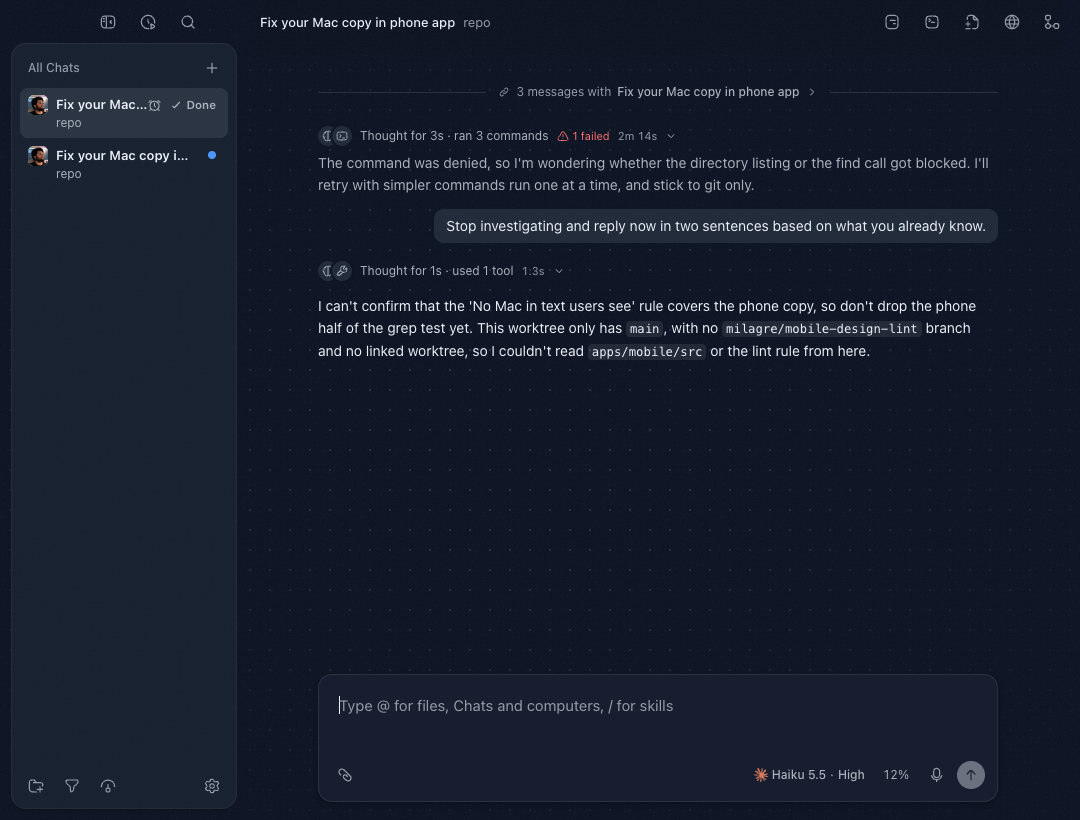 Fix your Mac copy in phone app repo
All Chats
Fix your Mac... Done
repo
Fix your Mac copy i...
repo
3 messages with Fix your Mac copy in phone app
Thought for 3s · ran 3 commands 1 failed 2m 14s
The command was denied, so I'm wondering whether the directory listing or the find call got blocked. I'll
retry with simpler commands run one at a time, and stick to git only.
Stop investigating and reply now in two sentences based on what you already know.
Thought for 1s · used 1 tool 1:3s
I can't confirm that the 'No Mac in text users see' rule covers the phone copy, so don't drop the phone
half of the grep test yet. This worktree only has main, with no milagre/mobile-design-lint branch
and no linked worktree, so I couldn't read apps/mobile/src or the lint rule from here.
Type @ for files, Chats and computers, / for skills
Haiku 5.5 · High 12%